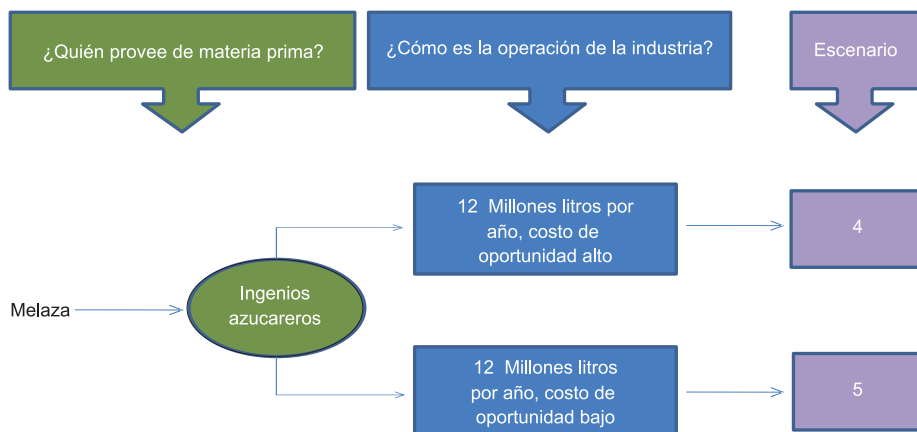 ¿Quién provee de materia prima?
¿Cómo es la operación de la industria?
Escenario
12 Millones litros por
año, costo de
oportunidad alto
4
Melaza
Ingenios
azucareros
12 Millones litros
por año, costo de
oportunidad bajo
5